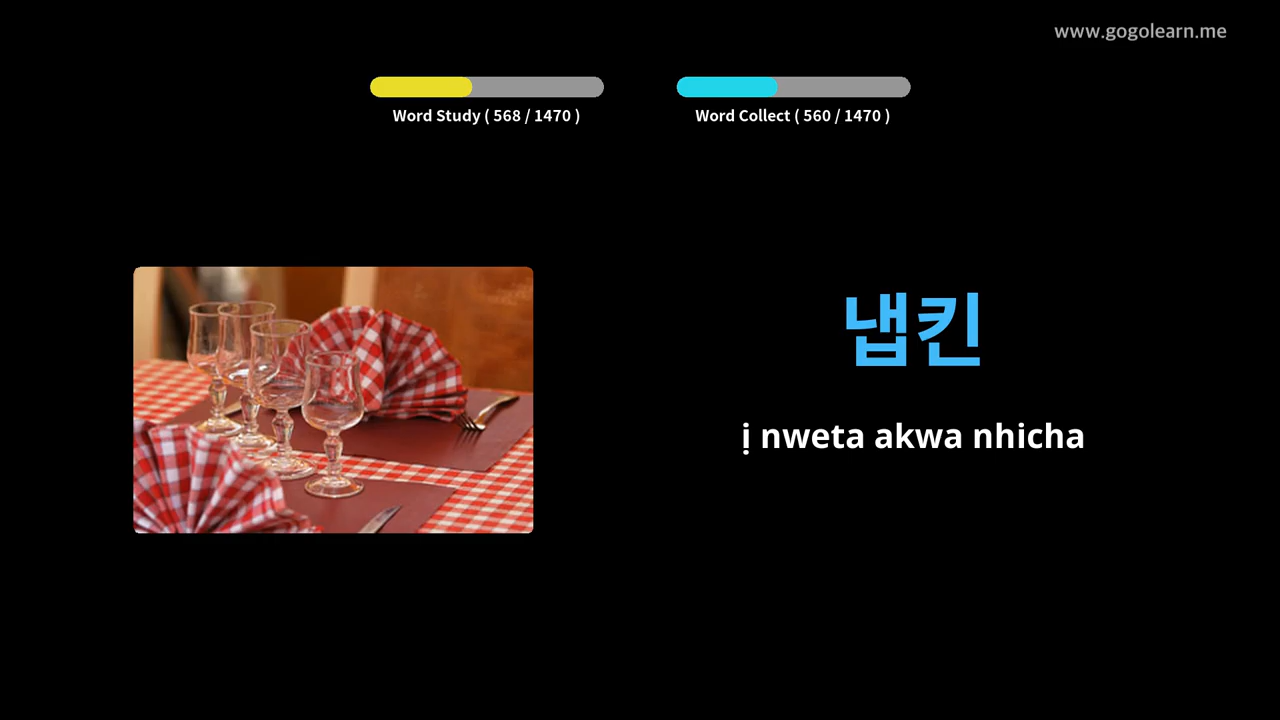 www.gogolearn.me
Word Study ( 568 / 1470 )
Word Collect ( 560 / 1470 )
냅킨
ị nweta akwa nhicha